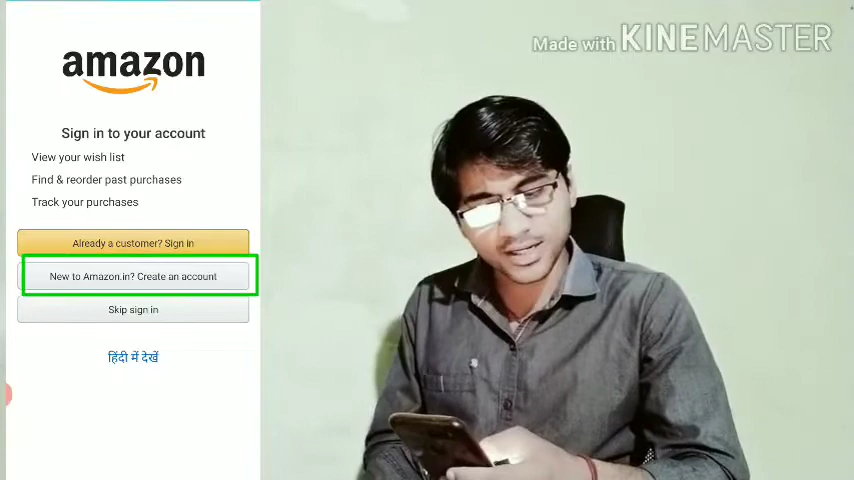 Made with KINEMASTER
amazon
Sign in to your account
View your wish list
Find & reorder past purchases
Track your purchases
Already a customer? Sign in
New to Amazon.in? Create an account
Skip sign in
हिंदी में देखें